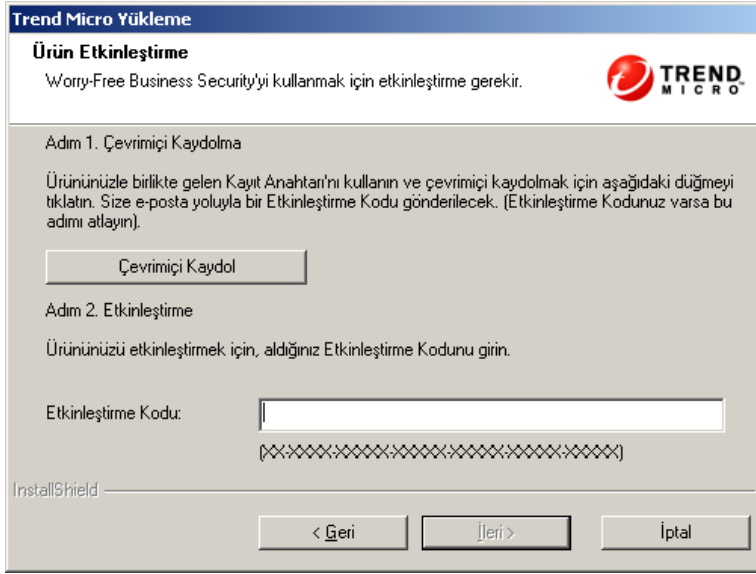 Trend Micro Yükleme
Ürün Etkinleştirme
Worry-Free Business Security'yi kullanmak için etkinleştirme gerekir.
TREND
MICRO
Adım 1. Çevrimiçi Kaydolma
Ürününüzle birlikte gelen Kayıt Anahtarı'nı kullanın ve çevrimiçi kaydolmak için aşağıdaki düğmeyi
tıklatın. Size e-posta yoluyla bir Etkinleştirme Kodu gönderilecek. (Etkinleştirme Kodunuz varsa bu
adımı atlayın).
Çevrimiçi Kaydol
Adım 2. Etkinleştirme
Ürününüzü etkinleştirmek için, aldığınız Etkinleştirme Kodunu girin.
Etkinleştirme Kodu:
(XX-XXXX-XXXXX-XXXXX-XXXXX-XXXXX-XXXXX)
InstallShield
< Geri
İleri >
İptal